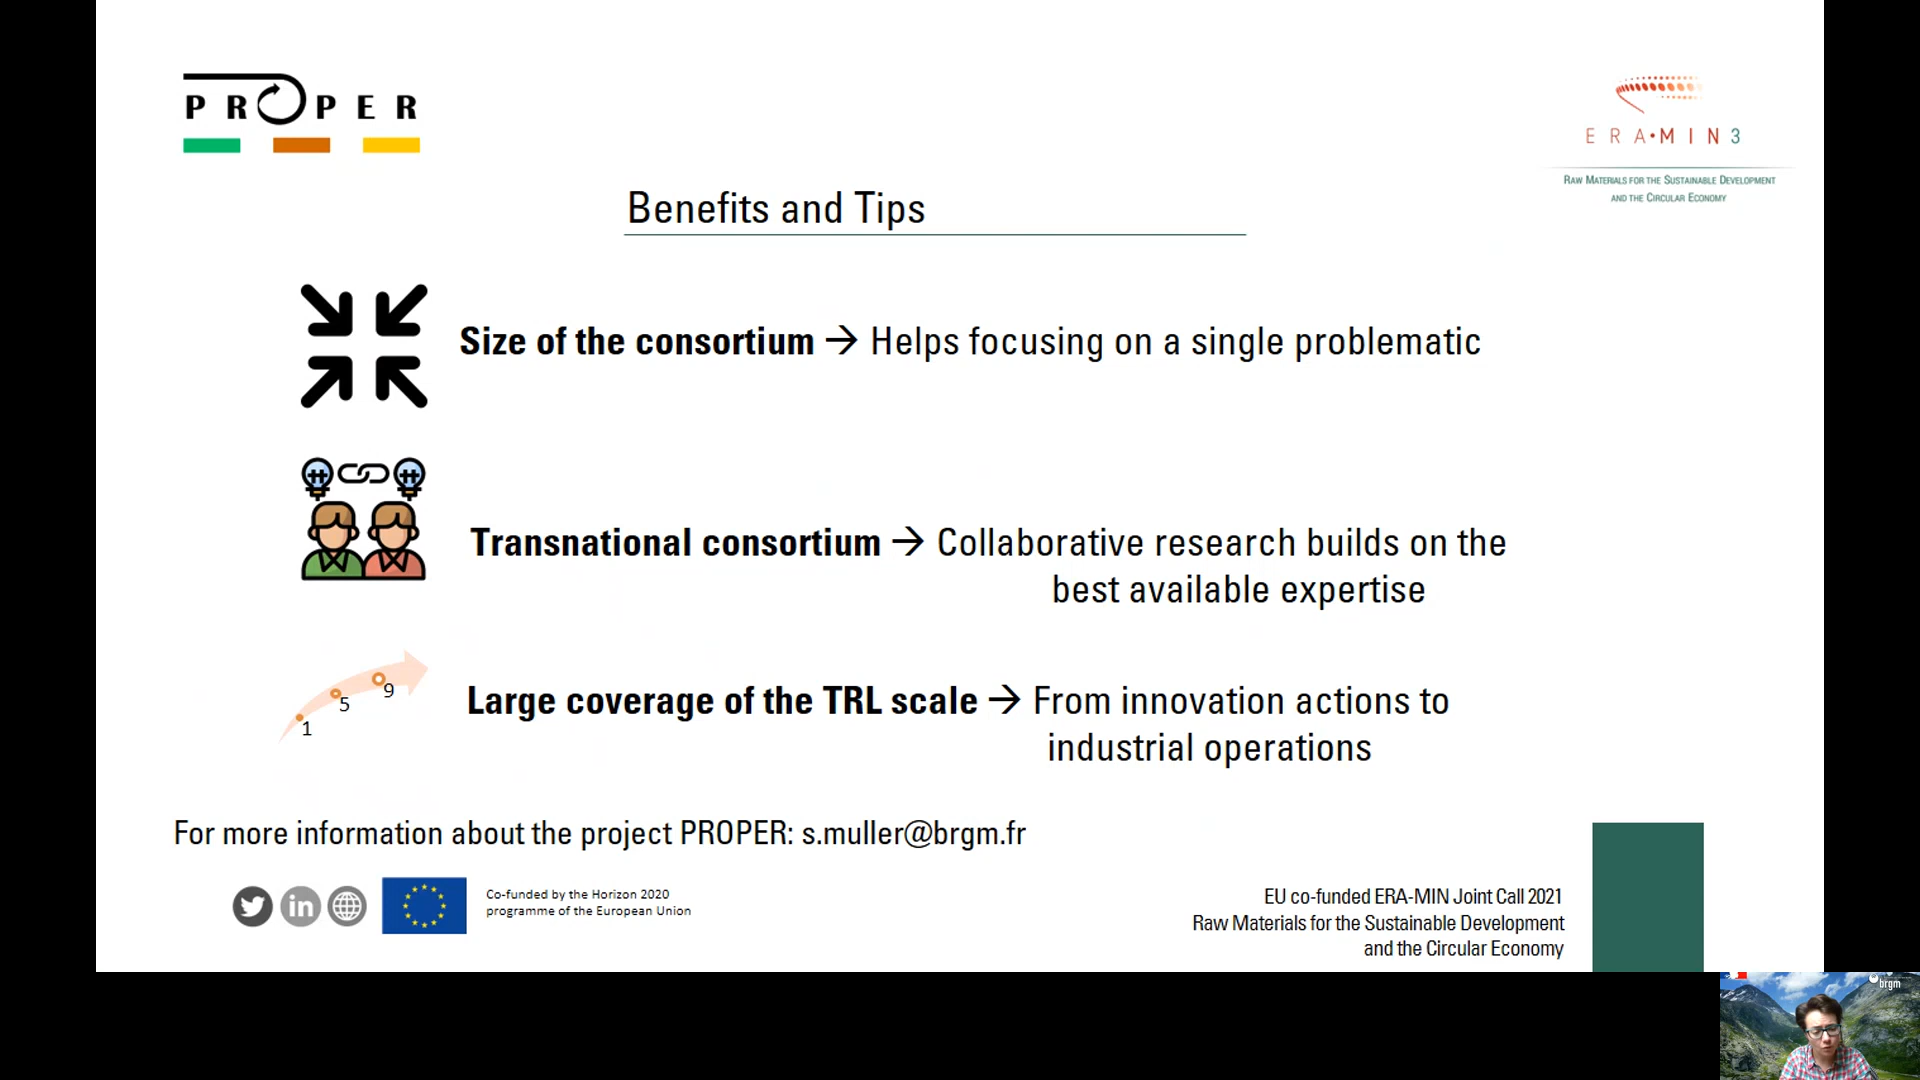 PROPER
ERA•MIN3
RAW MATERIALS FOR THE SUSTAINABLE DEVELOPMENT
AND THE CIRCULAR ECONOMY
Benefits and Tips
Size of the consortium → Helps focusing on a single problematic
Transnational consortium → Collaborative research builds on the
best available expertise
1
5
9
Large coverage of the TRL scale → From innovation actions to
industrial operations
For more information about the project PROPER: s.muller@brgm.fr
in
Co-funded by the Horizon 2020
programme of the European Union
EU co-funded ERA-MIN Joint Call 2021
Raw Materials for the Sustainable Development
and the Circular Economy
brgm